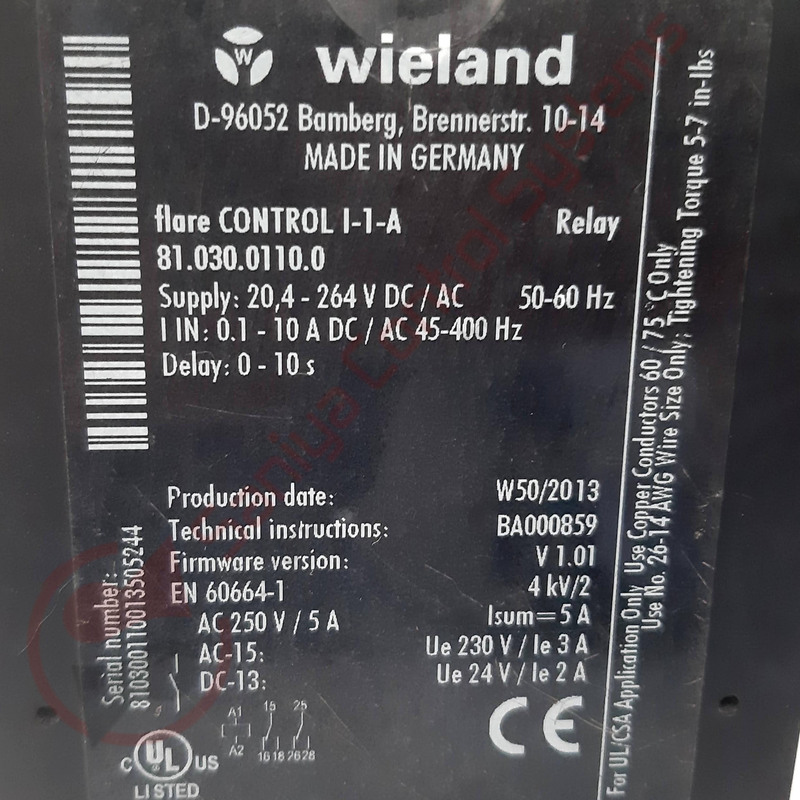 W wieland
D-96052 Bamberg, Brennerstr. 10-14
MADE IN GERMANY
flare CONTROL I-1-A Relay
81.030.0110.0
Supply: 20,4 - 264 V DC / AC 50-60 Hz
I IN: 0.1 - 10 A DC / AC 45-400 Hz
Delay: 0 - 10 s
Production date: W50/2013
Technical instructions: BA000859
Firmware version: V 1.01
EN 60664-1 4 kV/2
AC 250 V / 5 A Isum=5 A
AC-15: Ue 230 V / Ie 3 A
DC-13: Ue 24 V / Ie 2 A
Serial number:
810300110013505244
A1 15 25
A2 16 18 26 28
C UL US
LISTED
CE
For UL/CSA Application Only Use Copper Conductors 60 / 75 °C Only
Use No. 26-14 AWG Wire Size Only; Tightening Torque 5-7 in-lbs
Control Systems